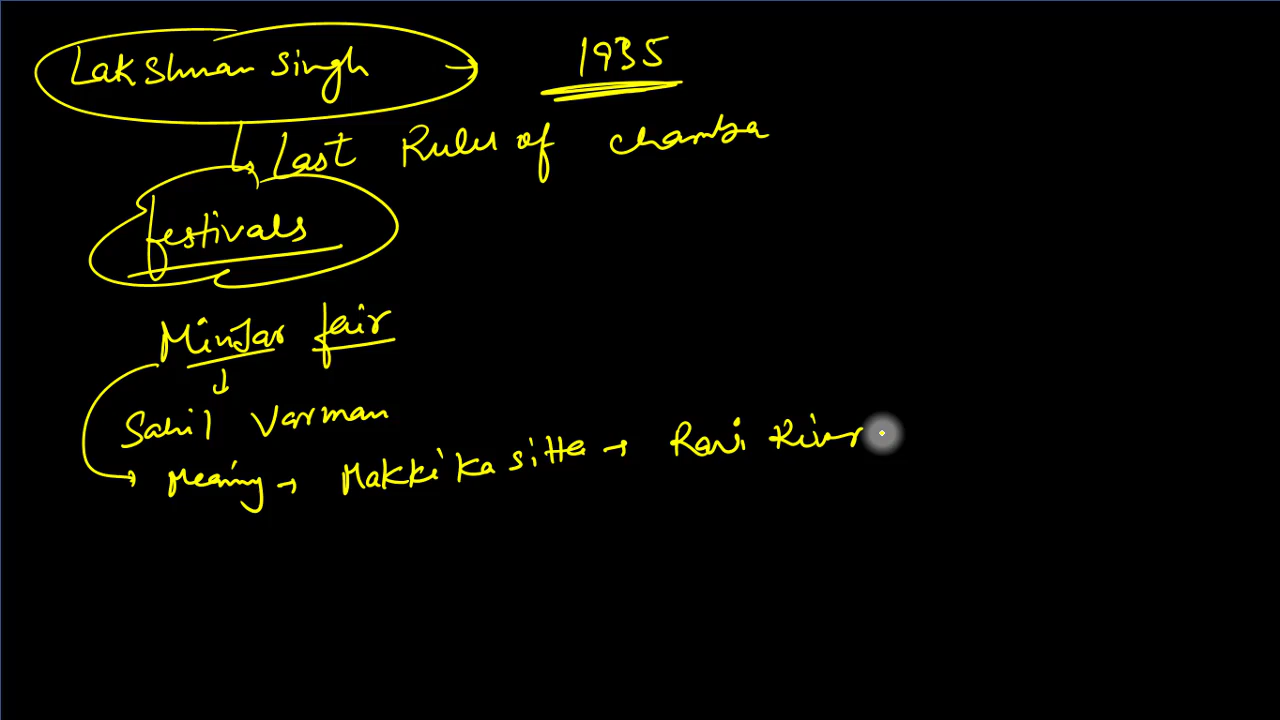 Lakshman Singh → 1935
↳ Last Ruler of chamba
festivals
Minjar fair
↓
Sahil Varman
→ Meaning → Makki ka sitta → Ravi River